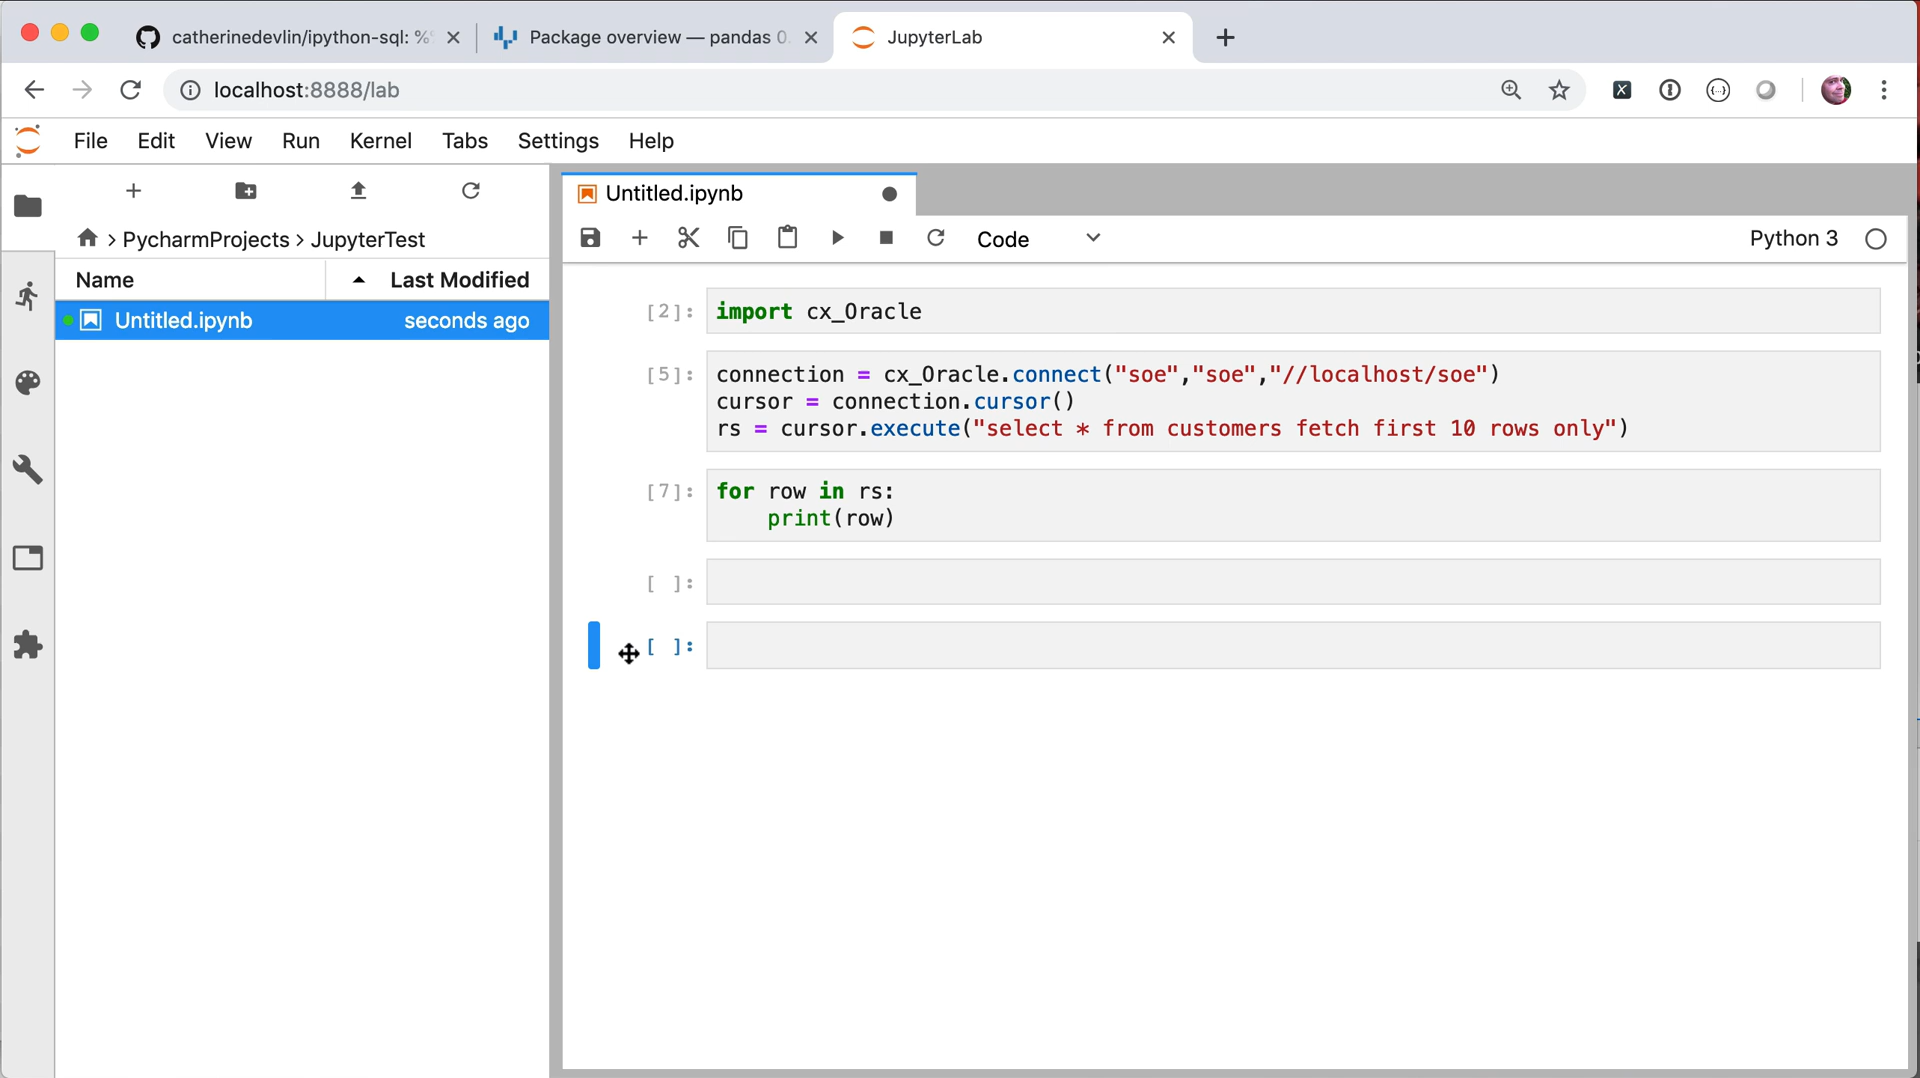 catherinedevlin/ipython-sql: %
Package overview — pandas 0.
JupyterLab
localhost:8888/lab
File Edit View Run Kernel Tabs Settings Help
Untitled.ipynb
PycharmProjects > JupyterTest
Code
Python 3
Name
Last Modified
Untitled.ipynb
seconds ago
[2]:
import cx_Oracle
[5]:
connection = cx_Oracle.connect("soe","soe","//localhost/soe")
cursor = connection.cursor()
rs = cursor.execute("select * from customers fetch first 10 rows only")
[7]:
for row in rs:
    print(row)
[ ]:
[ ]: